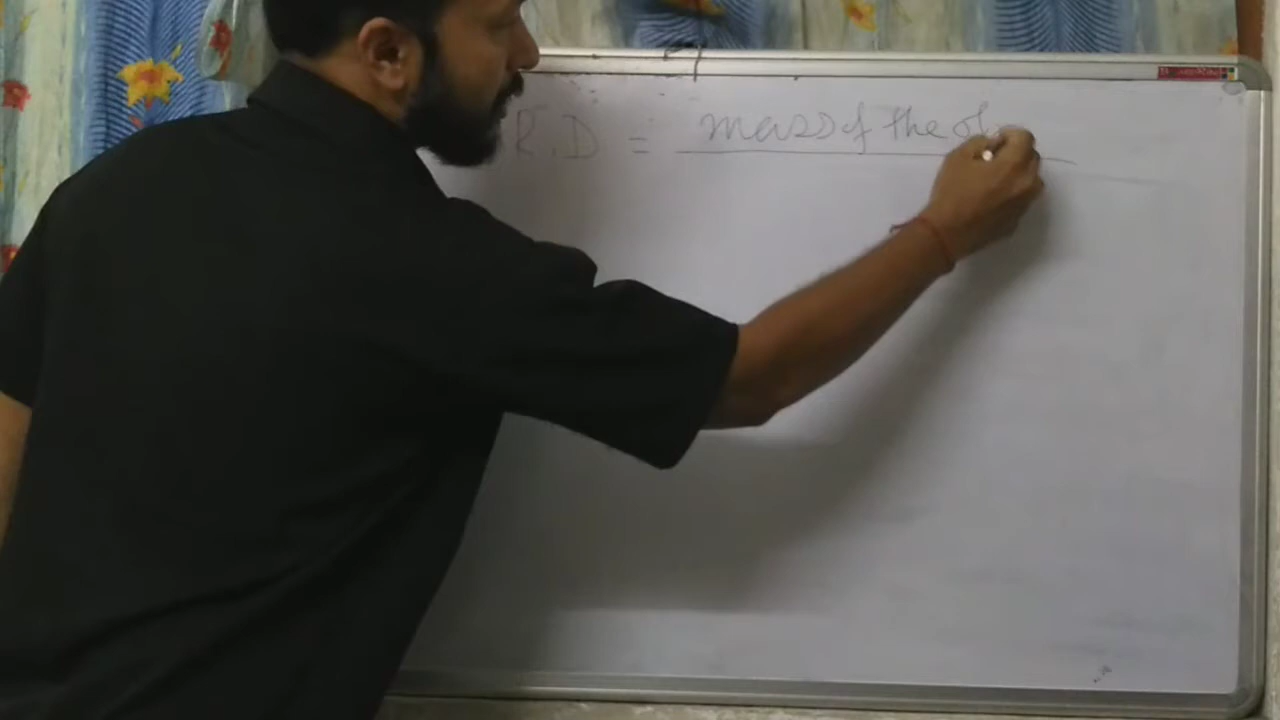 R.D = mass of the ob